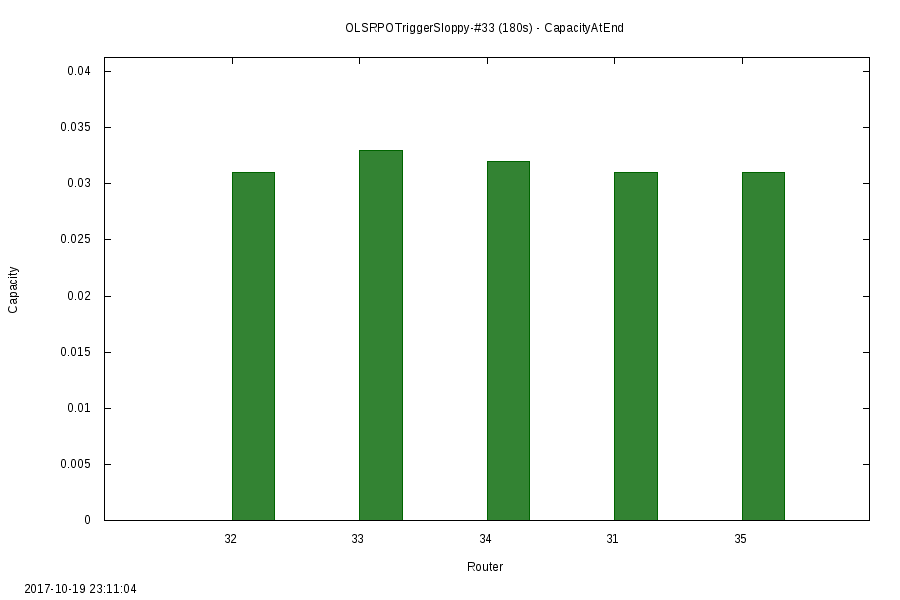 OLSRPOTriggerSloppy-#33 (180s) - CapacityAtEnd
0.04
0.035
0.03
0.025
0.02
0.015
0.01
0.005
0
Capacity
32 33 34 31 35
Router
2017-10-19 23:11:04